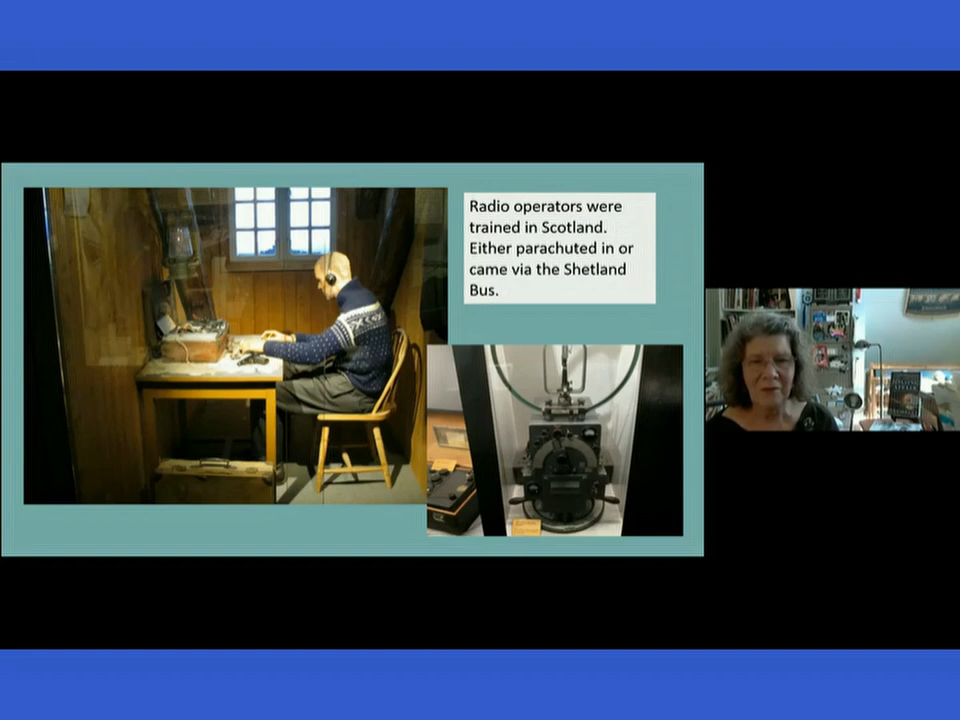 Radio operators were
trained in Scotland.
Either parachuted in or
came via the Shetland
Bus.